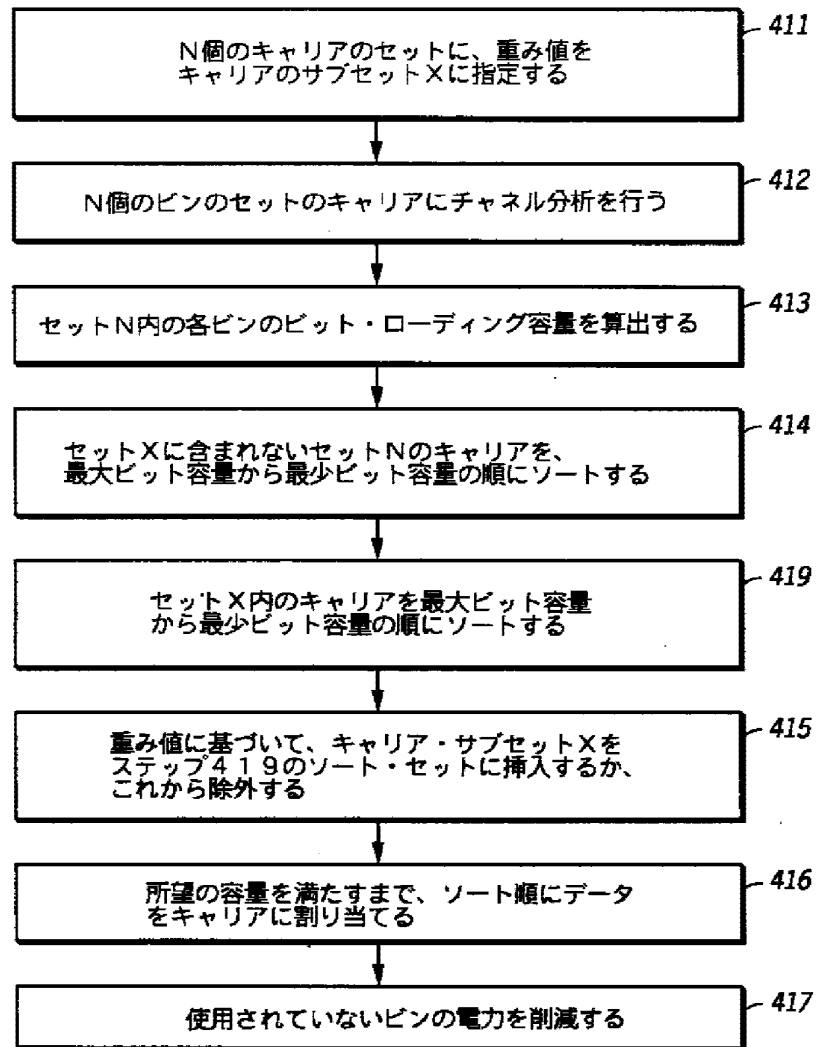 N個のキャリアのセットに、重み値を
キャリアのサブセットXに指定する
411
N個のビンのセットのキャリアにチャネル分析を行う
412
セットN内の各ビンのビット・ローディング容量を算出する
413
セットXに含まれないセットNのキャリアを、
最大ビット容量から最少ビット容量の順にソートする
414
セットX内のキャリアを最大ビット容量
から最少ビット容量の順にソートする
419
重み値に基づいて、キャリア・サブセットXを
ステップ419のソート・セットに挿入するか、
これから除外する
415
所望の容量を満たすまで、ソート順にデータ
をキャリアに割り当てる
416
使用されていないビンの電力を削減する
417